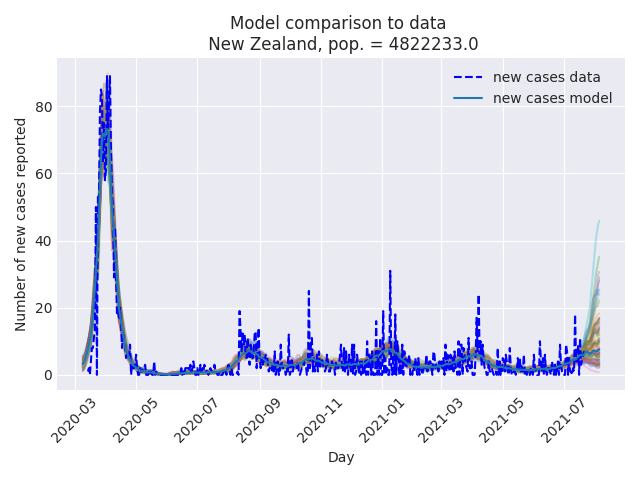 Model comparison to data
New Zealand, pop. = 4822233.0
new cases data
new cases model
Number of new cases reported
80
60
40
20
0
2020-03
2020-05
2020-07
2020-09
2020-11
2021-01
2021-03
2021-05
2021-07
Day